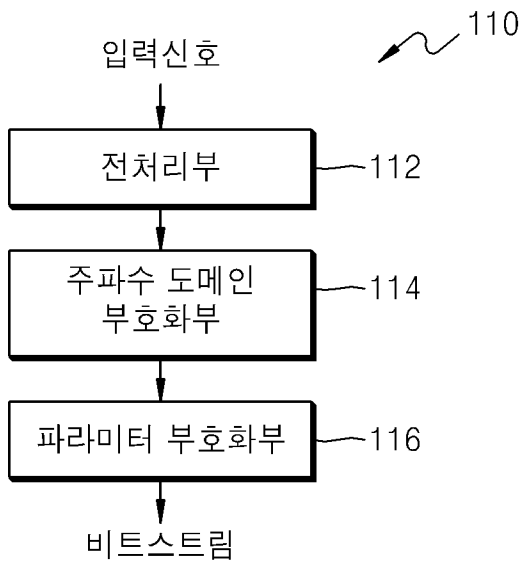 110
입력신호
전처리부
112
주파수 도메인
부호화부
114
파라미터 부호화부
116
비트스트림